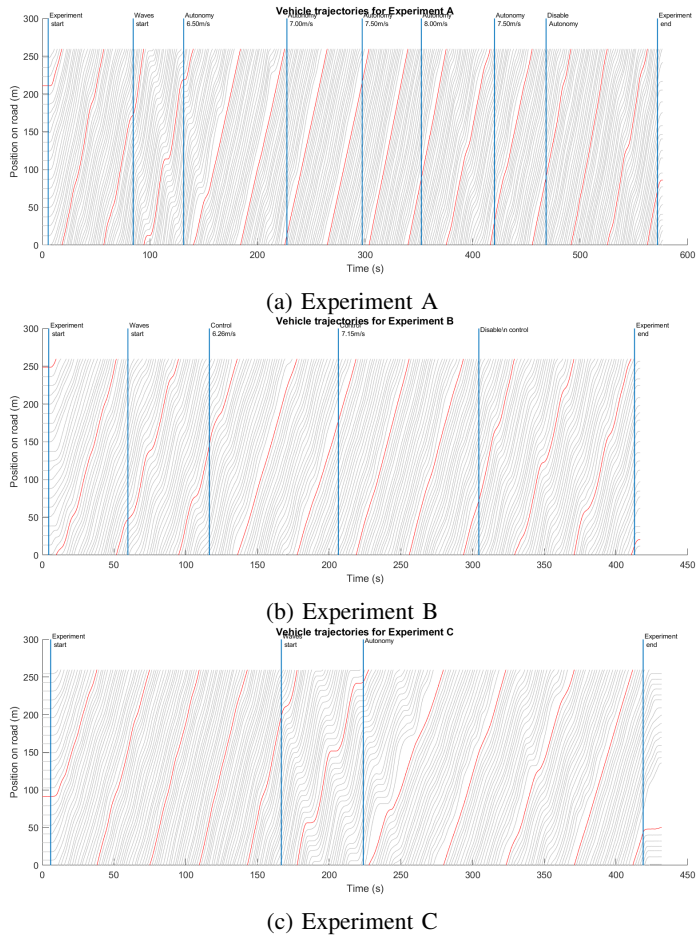 Vehicle trajectories for Experiment A
Experiment
start
Waves
start
Autonomy
6.50m/s
Autonomy
7.00m/s
Autonomy
7.50m/s
Autonomy
8.00m/s
Autonomy
7.50m/s
Disable
Autonomy
Experiment
end
300
250
200
150
100
50
0
Position on road (m)
0 100 200 300 400 500 600
Time (s)
(a) Experiment A
Vehicle trajectories for Experiment B
Experiment
start
Waves
start
Control
6.26m/s
Control
7.15m/s
Disable\n control
Experiment
end
300
250
200
150
100
50
0
Position on road (m)
0 50 100 150 200 250 300 350 400 450
Time (s)
(b) Experiment B
Vehicle trajectories for Experiment C
Experiment
start
Waves
start
Autonomy
Experiment
end
300
250
200
150
100
50
0
Position on road (m)
0 50 100 150 200 250 300 350 400 450
Time (s)
(c) Experiment C